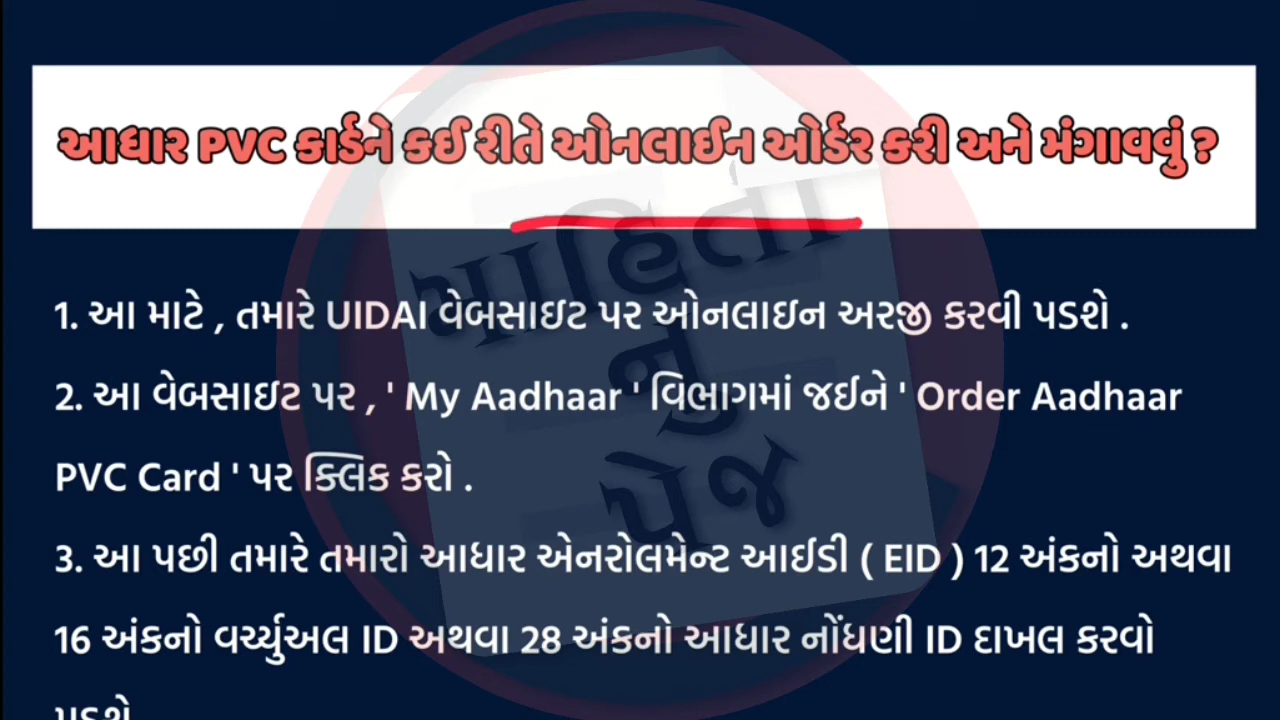 આધાર PVC કાર્ડને કઈ રીતે ઓનલાઈન ઓર્ડર કરી અને મંગાવવું ?
માહિતી
નું
પેજ
1. આ માટે , તમારે UIDAI વેબસાઇટ પર ઓનલાઇન અરજી કરવી પડશે .
2. આ વેબસાઇટ પર , ' My Aadhaar ' વિભાગમાં જઈને ' Order Aadhaar
PVC Card ' પર ક્લિક કરો .
3. આ પછી તમારે તમારો આધાર એનરોલમેન્ટ આઈડી ( EID ) 12 અંકનો અથવા
16 અંકનો વર્ચ્યુઅલ ID અથવા 28 અંકનો આધાર નોંધણી ID દાખલ કરવો
પડશે